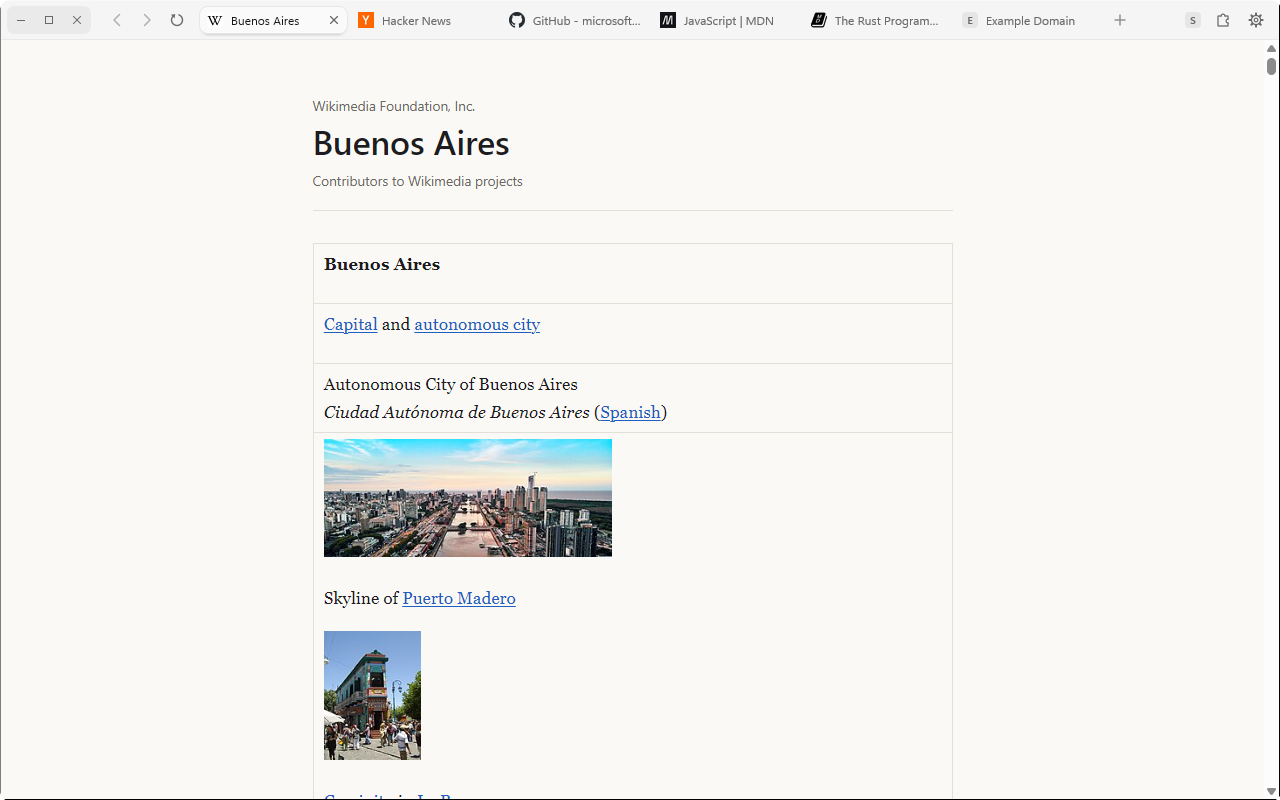 Buenos Aires
Hacker News
GitHub - microsoft...
JavaScript | MDN
The Rust Program...
E
Example Domain
S
Wikimedia Foundation, Inc.
Buenos Aires
Contributors to Wikimedia projects
Buenos Aires
Capital and autonomous city
Autonomous City of Buenos Aires
Ciudad Autónoma de Buenos Aires (Spanish)
Skyline of Puerto Madero